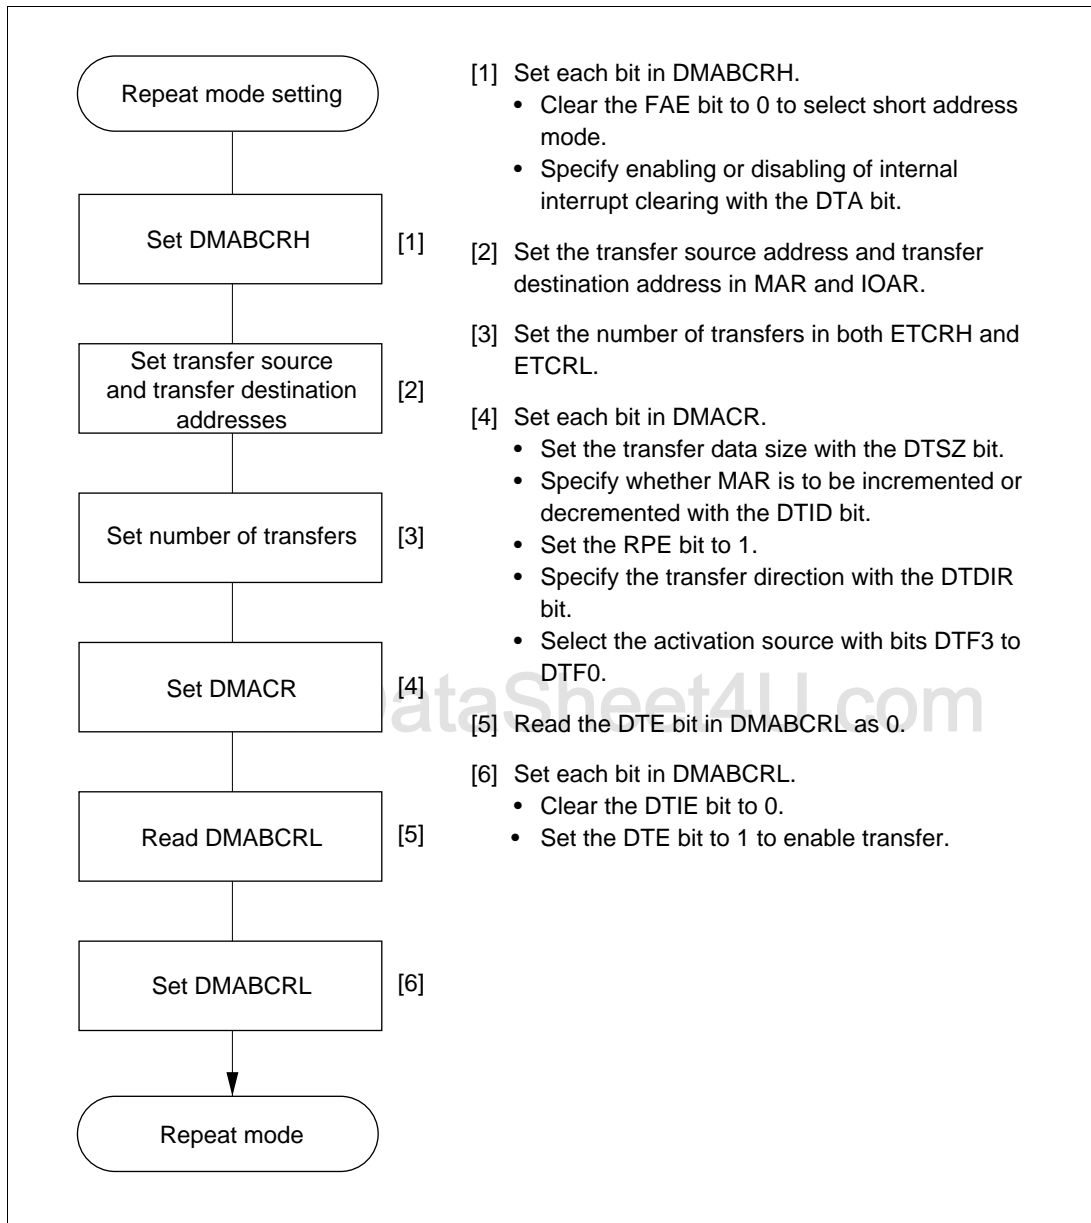 Repeat mode setting
Set DMABCRH
[1]
Set transfer source
and transfer destination
addresses
[2]
Set number of transfers
[3]
Set DMACR
[4]
Read DMABCRL
[5]
Set DMABCRL
[6]
Repeat mode
[1] Set each bit in DMABCRH.
• Clear the FAE bit to 0 to select short address
mode.
• Specify enabling or disabling of internal
interrupt clearing with the DTA bit.
[2] Set the transfer source address and transfer
destination address in MAR and IOAR.
[3] Set the number of transfers in both ETCRH and
ETCRL.
[4] Set each bit in DMACR.
• Set the transfer data size with the DTSZ bit.
• Specify whether MAR is to be incremented or
decremented with the DTID bit.
• Set the RPE bit to 1.
• Specify the transfer direction with the DTDIR
bit.
• Select the activation source with bits DTF3 to
DTF0.
[5] Read the DTE bit in DMABCRL as 0.
[6] Set each bit in DMABCRL.
• Clear the DTIE bit to 0.
• Set the DTE bit to 1 to enable transfer.
DataSheet4U.com